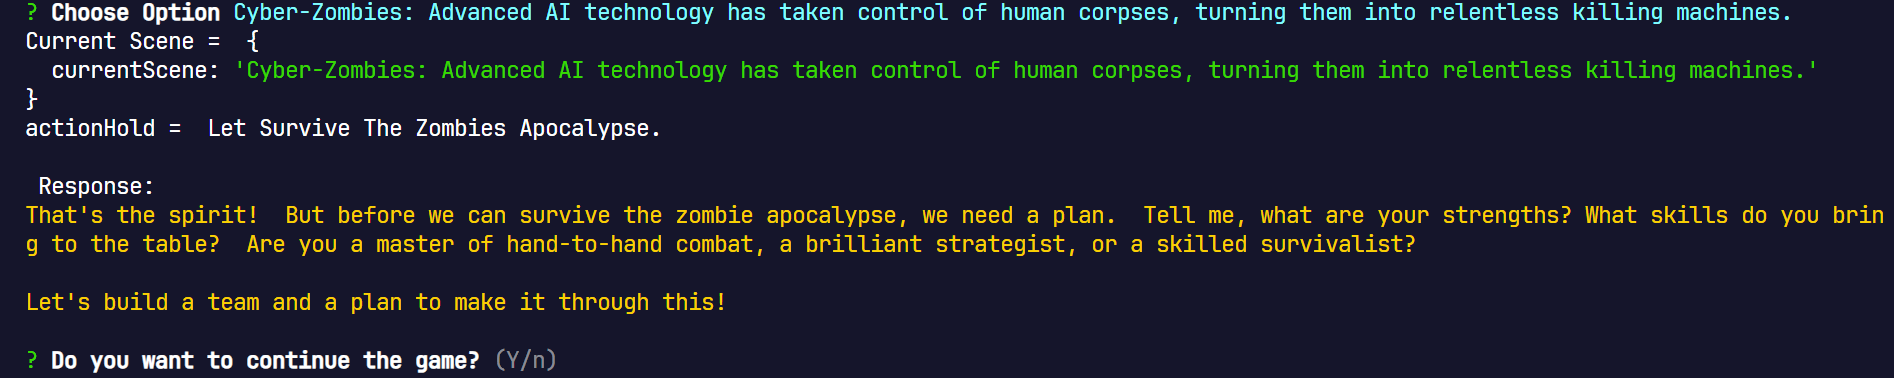 ? Choose Option Cyber-Zombies: Advanced AI technology has taken control of human corpses, turning them into relentless killing machines.
Current Scene =  {
  currentScene: 'Cyber-Zombies: Advanced AI technology has taken control of human corpses, turning them into relentless killing machines.'
}
actionHold =  Let Survive The Zombies Apocalypse.

 Response:
That's the spirit!  But before we can survive the zombie apocalypse, we need a plan.  Tell me, what are your strengths? What skills do you brin
g to the table?  Are you a master of hand-to-hand combat, a brilliant strategist, or a skilled survivalist?

Let's build a team and a plan to make it through this!

? Do you want to continue the game? (Y/n)